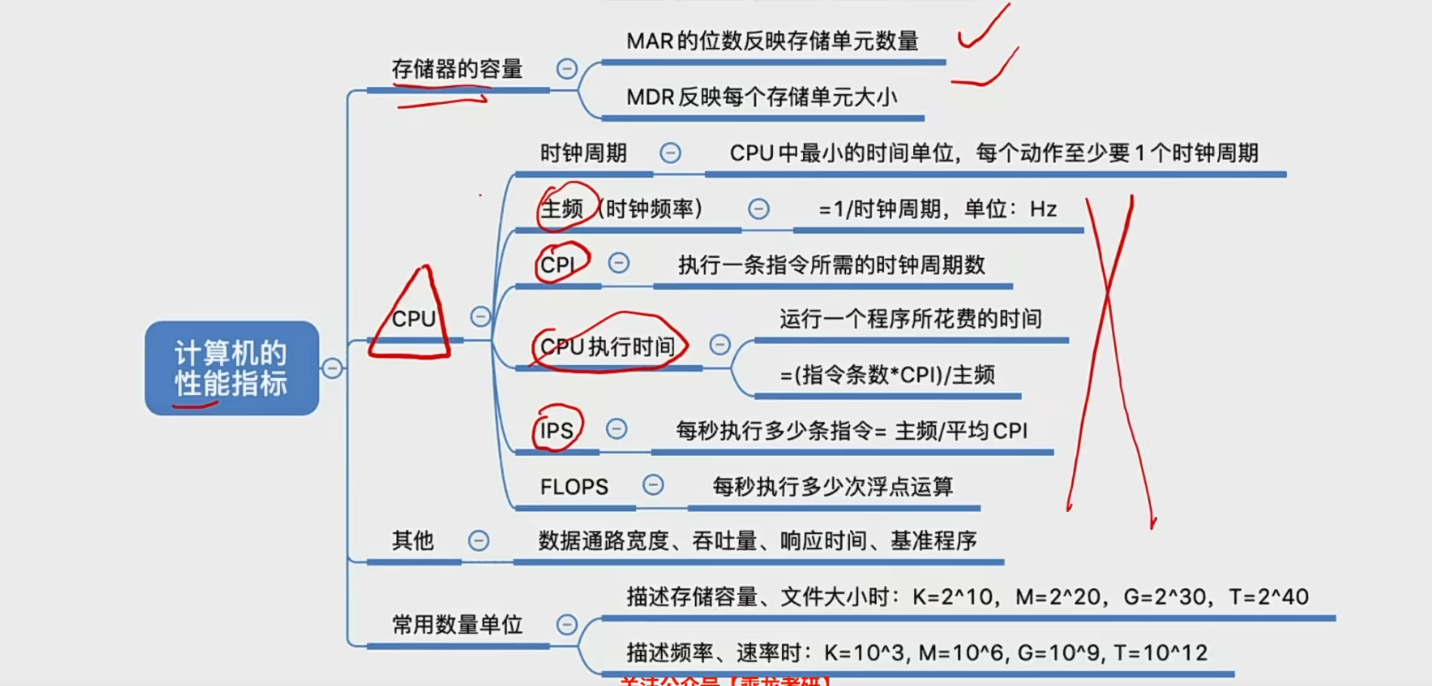 存储器的容量
MAR的位数反映存储单元数量
MDR反映每个存储单元大小
时钟周期
CPU中最小的时间单位，每个动作至少要1个时钟周期
主频（时钟频率）
=1/时钟周期，单位：Hz
CPI
执行一条指令所需的时钟周期数
CPU
CPU执行时间
运行一个程序所花费的时间
=(指令条数*CPI)/主频
计算机的
性能指标
IPS
每秒执行多少条指令= 主频/平均CPI
FLOPS
每秒执行多少次浮点运算
其他
数据通路宽度、吞吐量、响应时间、基准程序
常用数量单位
描述存储容量、文件大小时：K=2^10，M=2^20，G=2^30，T=2^40
描述频率、速率时：K=10^3, M=10^6, G=10^9, T=10^12